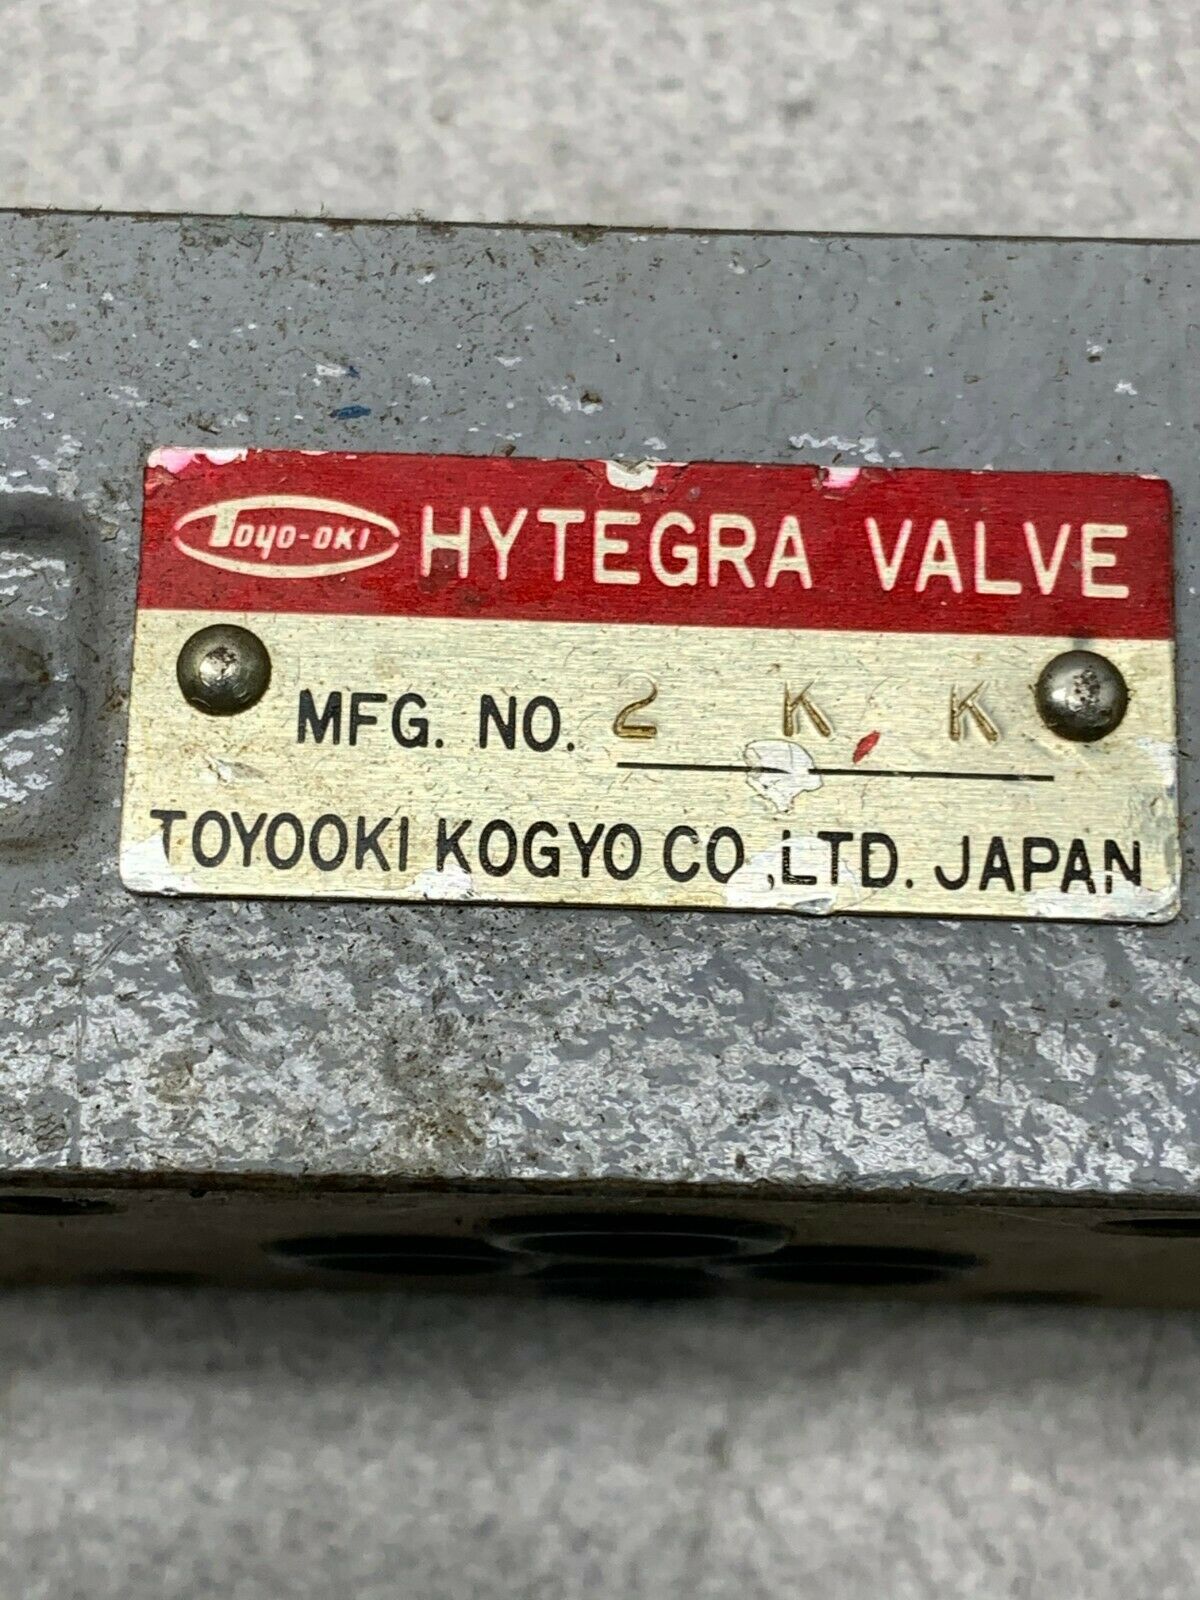 Toyo-oki HYTEGRA VALVE
MFG. NO. 2 K K
TOYOOKI KOGYO CO.,LTD. JAPAN